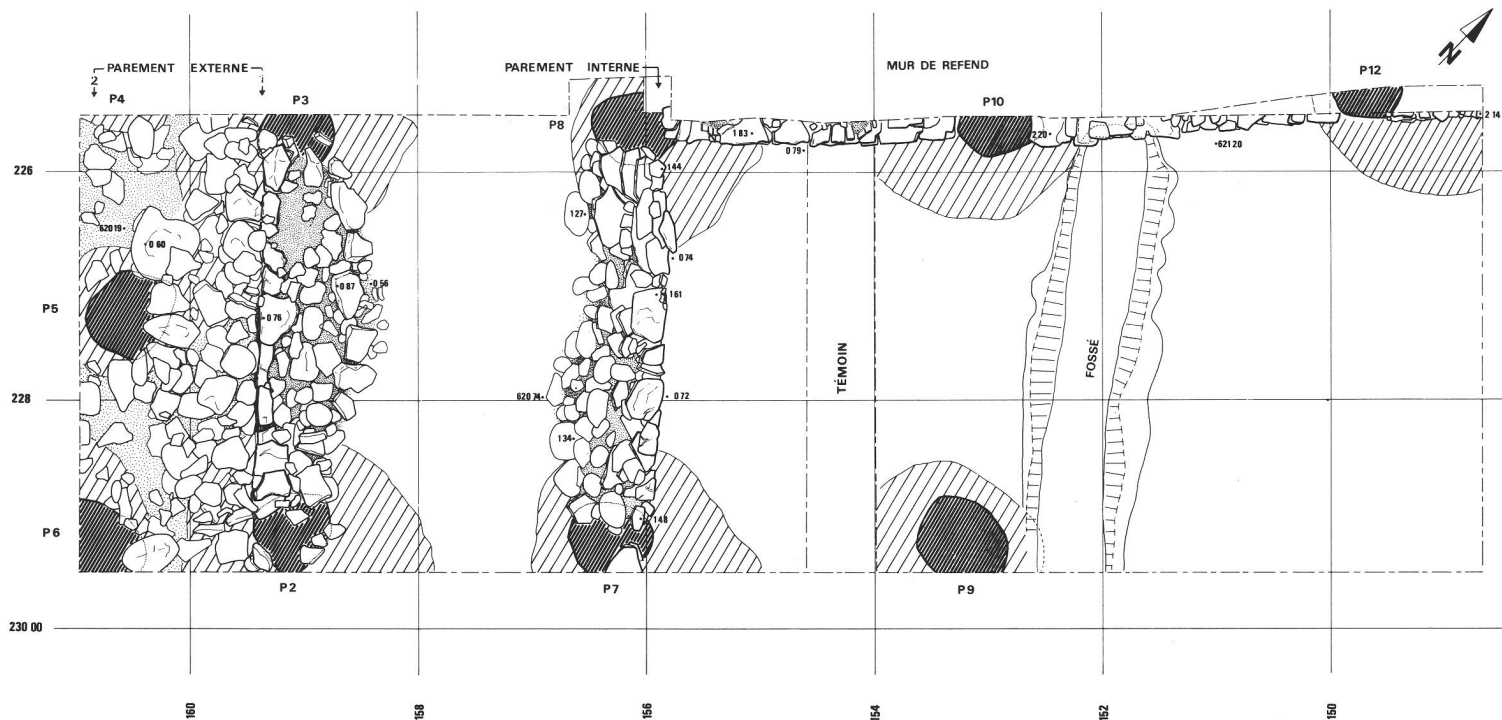 N
PAREMENT EXTERNE
PAREMENT INTERNE
MUR DE REFEND
P12
2
1
P4
P3
P8
P10
183
220
2 14
0 79
62120
226
144
127
62019
0 60
0 74
0 87
0 56
161
P5
0 76
TÉMOIN
FOSSÉ
62074
0 72
228
134
148
P6
P2
P7
P9
230 00
160
158
156
154
152
150